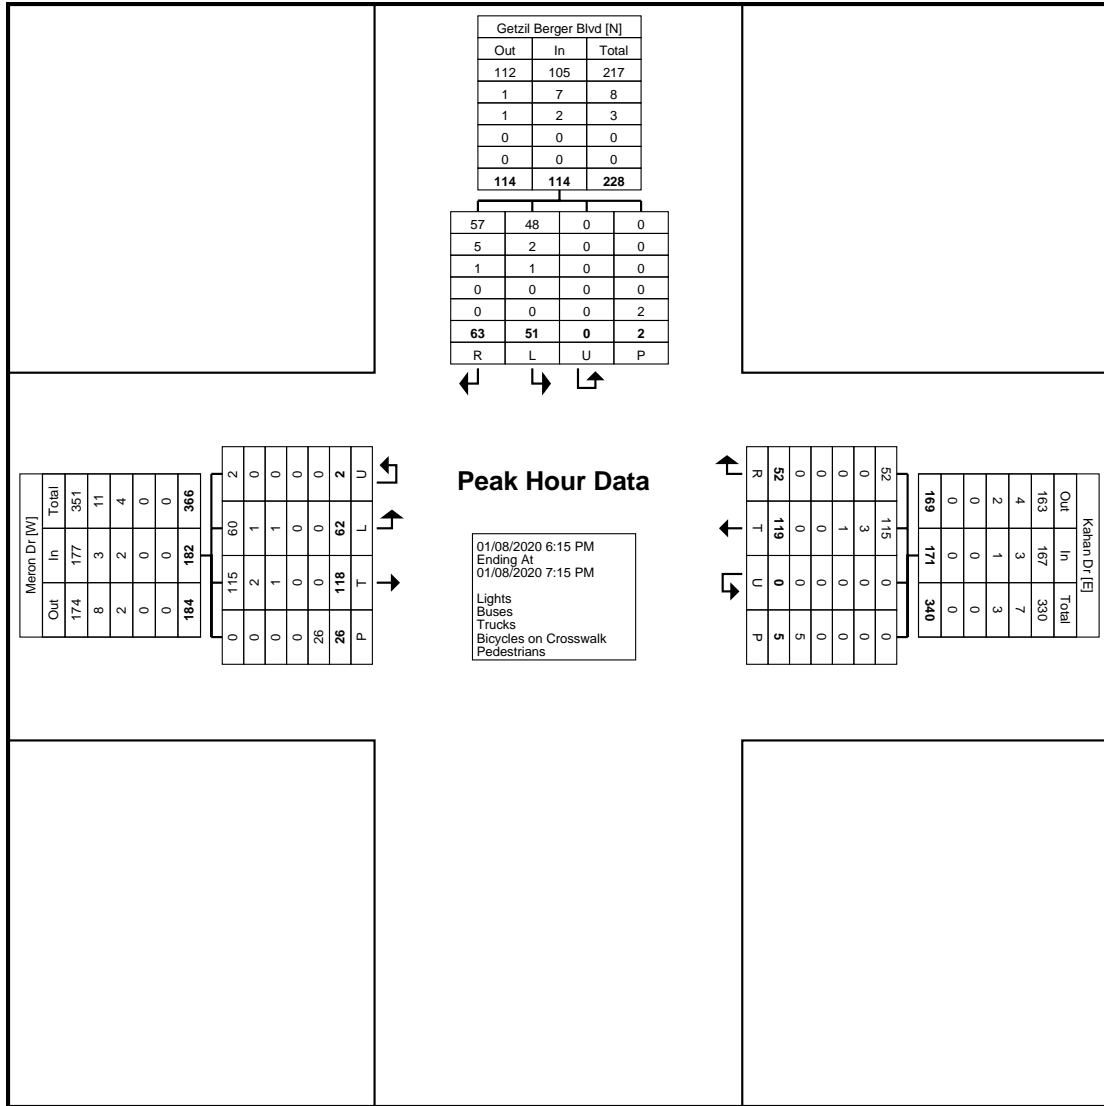 Getzil Berger Blvd [N]
Out In Total
112 105 217
1 7 8
1 2 3
0 0 0
0 0 0
114 114 228
57 48 0 0
5 2 0 0
1 1 0 0
0 0 0 0
0 0 0 2
63 51 0 2
R L U P
Meron Dr [W]
Out In Total
174 177 351
8 3 11
2 2 4
0 0 0
0 0 0
184 182 366
0 115 60 2
0 2 1 0
0 1 1 0
0 0 0 0
26 0 0 0
26 118 62 2
P T L U
Peak Hour Data
01/08/2020 6:15 PM
Ending At
01/08/2020 7:15 PM
Lights
Buses
Trucks
Bicycles on Crosswalk
Pedestrians
Kahan Dr [E]
Out In Total
163 167 330
4 3 7
2 1 3
0 0 0
0 0 0
169 171 340
52 115 0 0
0 3 0 0
0 1 0 0
0 0 0 0
0 0 0 5
52 119 0 5
R T U P